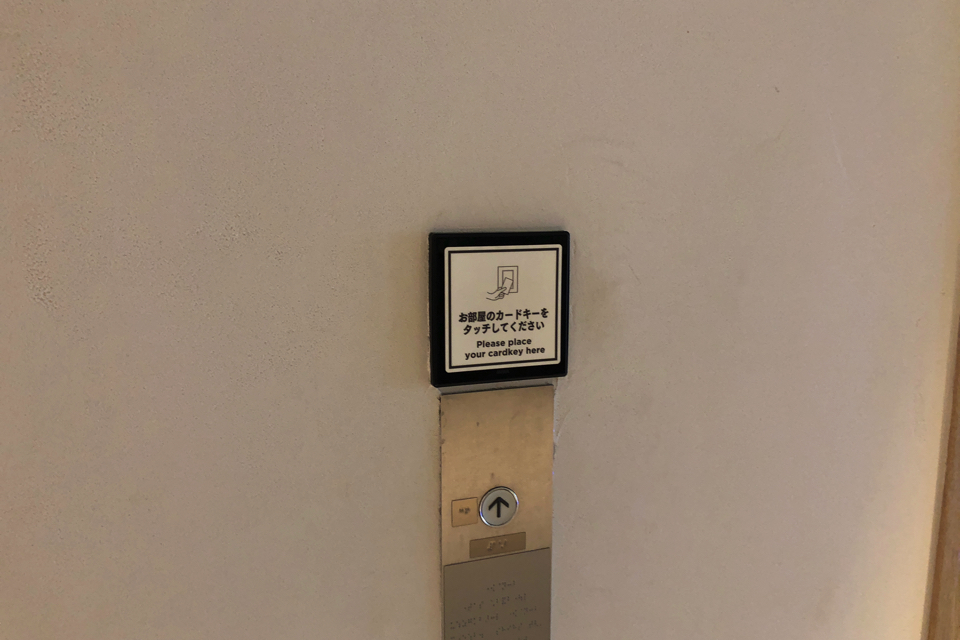 お部屋のカードキーを
タッチしてください
Please place
your cardkey here